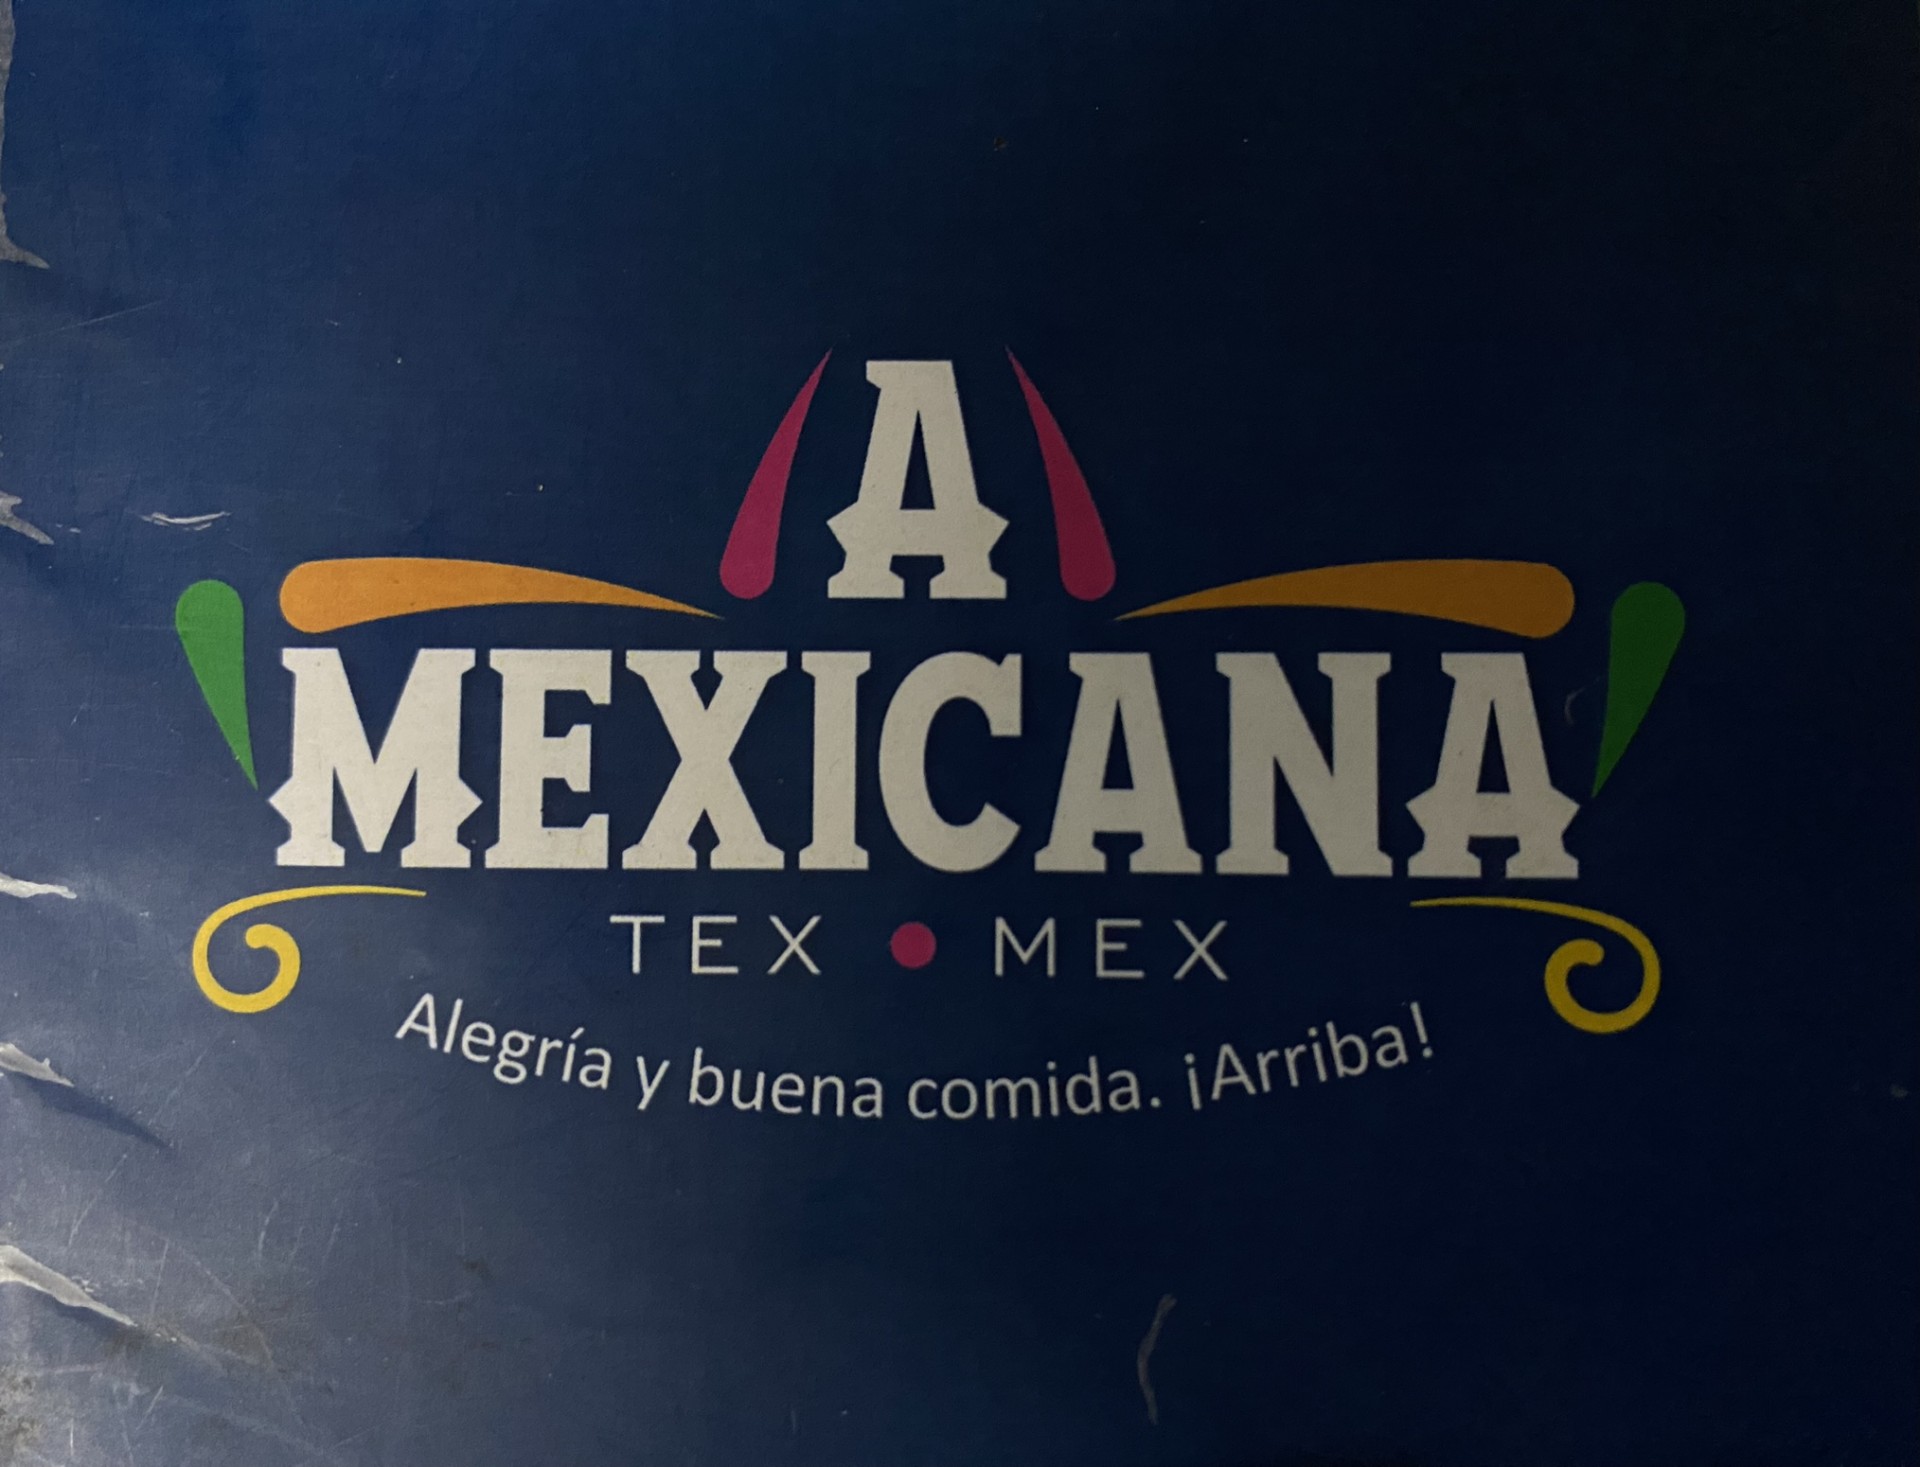 A
MEXICANA
TEX • MEX
Alegría y buena comida. ¡Arriba!